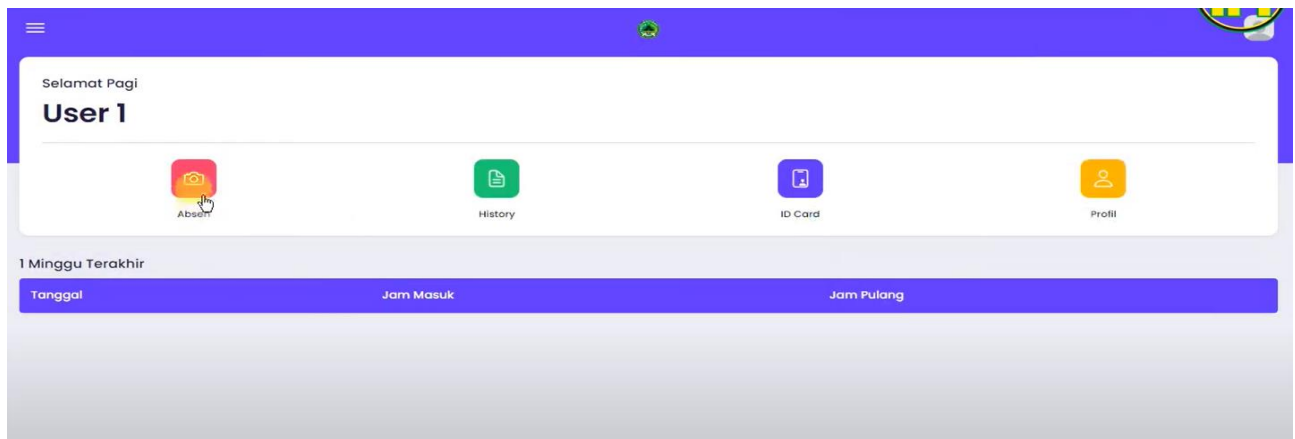 Selamat Pagi
User 1
Absen History ID Card Profil
1 Minggu Terakhir
Tanggal Jam Masuk Jam Pulang